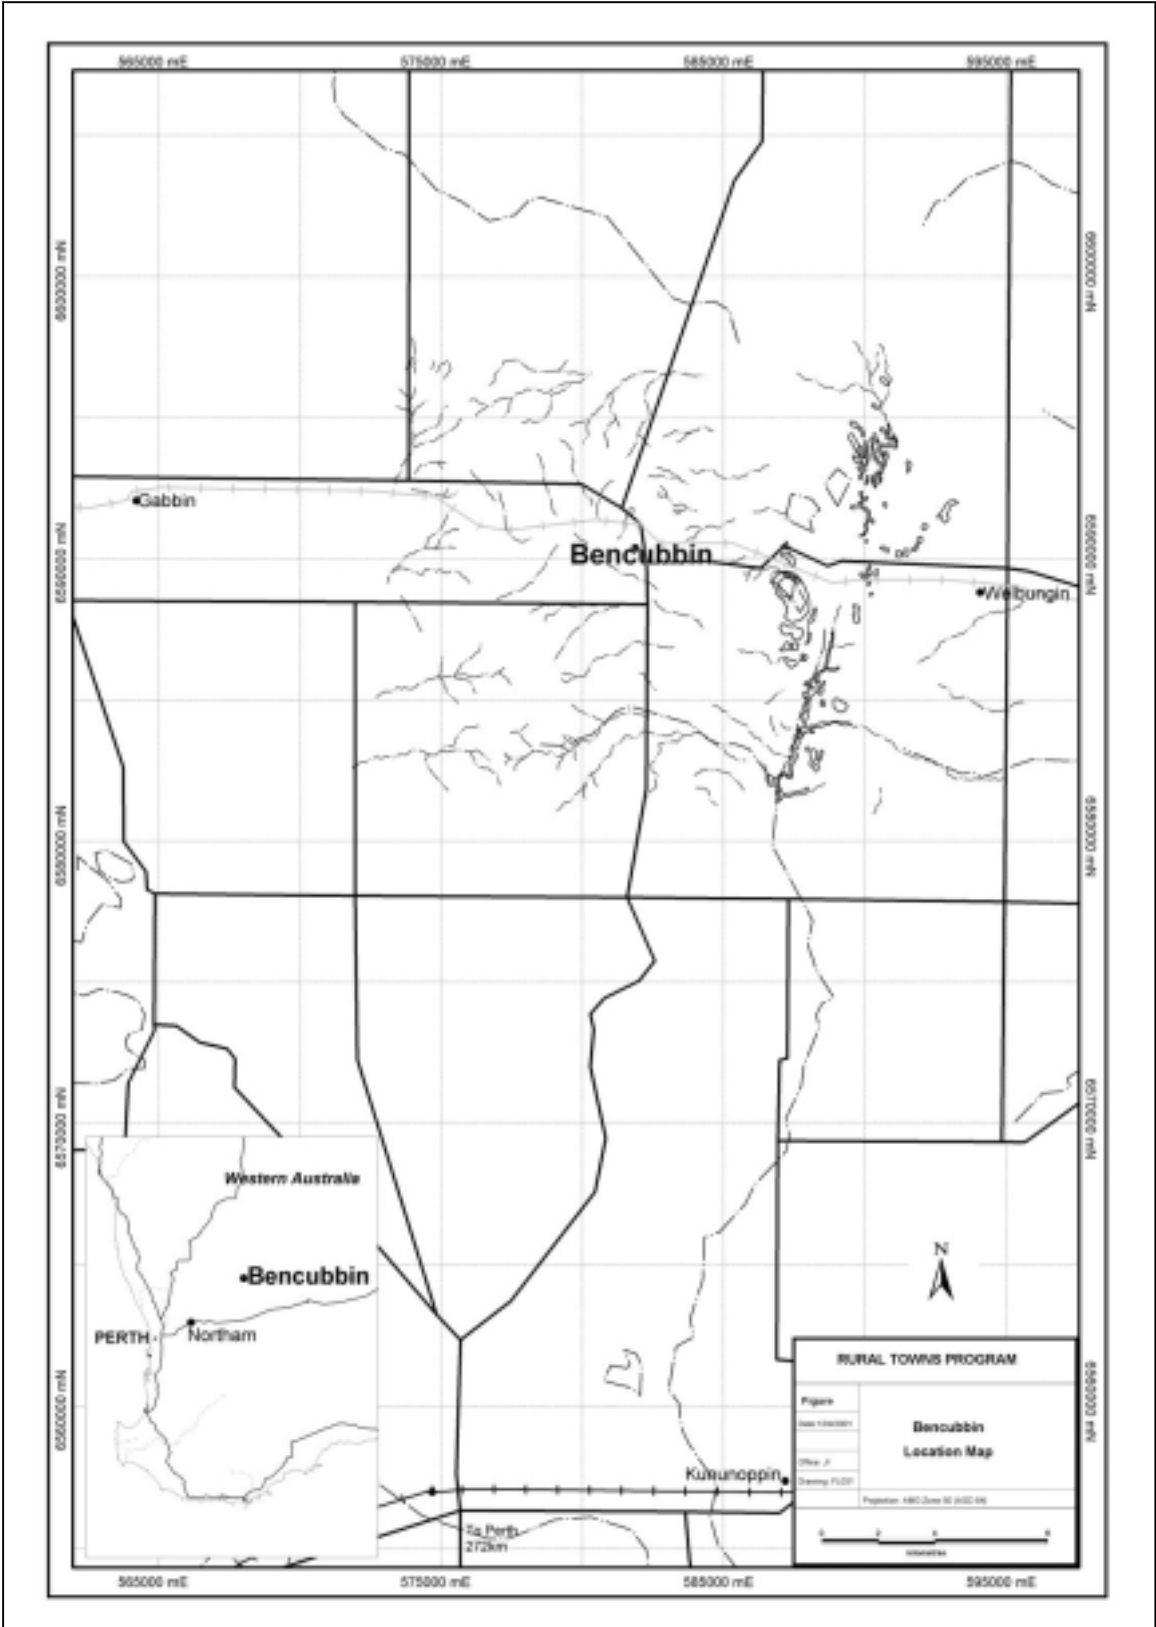 565000 mE 575000 mE 585000 mE 595000 mE
6600000 mN
6600000 mN
Gabbin
Bencubbin
6590000 mN
6590000 mN
Welbungin
6580000 mN
6580000 mN
6570000 mN
6570000 mN
Western Australia
Bencubbin
PERTH
Northam
N
6560000 mN
6560000 mN
RURAL TOWNS PROGRAM
Figure
Bencubbin
Location Map
Kununoppin
To Perth
272km
Kilometres
565000 mE 575000 mE 585000 mE 595000 mE